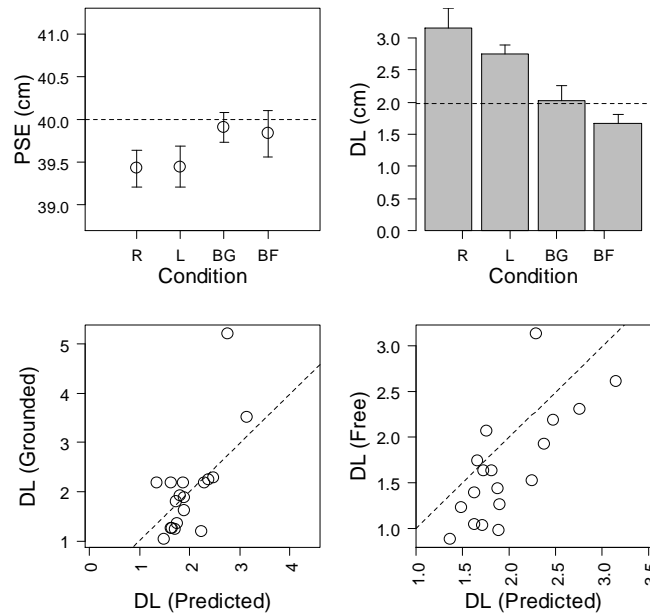 41.0
40.5
40.0
39.5
39.0
PSE (cm)
R L BG BF
Condition
3.0
2.5
2.0
1.5
1.0
0.5
0.0
DL (cm)
R L BG BF
Condition
5
4
3
2
1
DL (Grounded)
0 1 2 3 4
DL (Predicted)
3.0
2.5
2.0
1.5
1.0
DL (Free)
1.0 1.5 2.0 2.5 3.0 3.5
DL (Predicted)